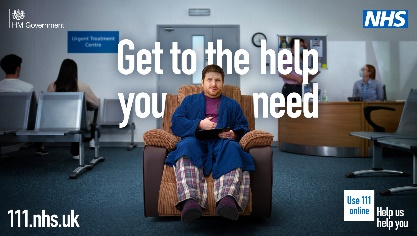 HM Government
NHS
Urgent Treatment
Centre
Get to the help
you need
111.nhs.uk
Use 111
online
Help us
help you